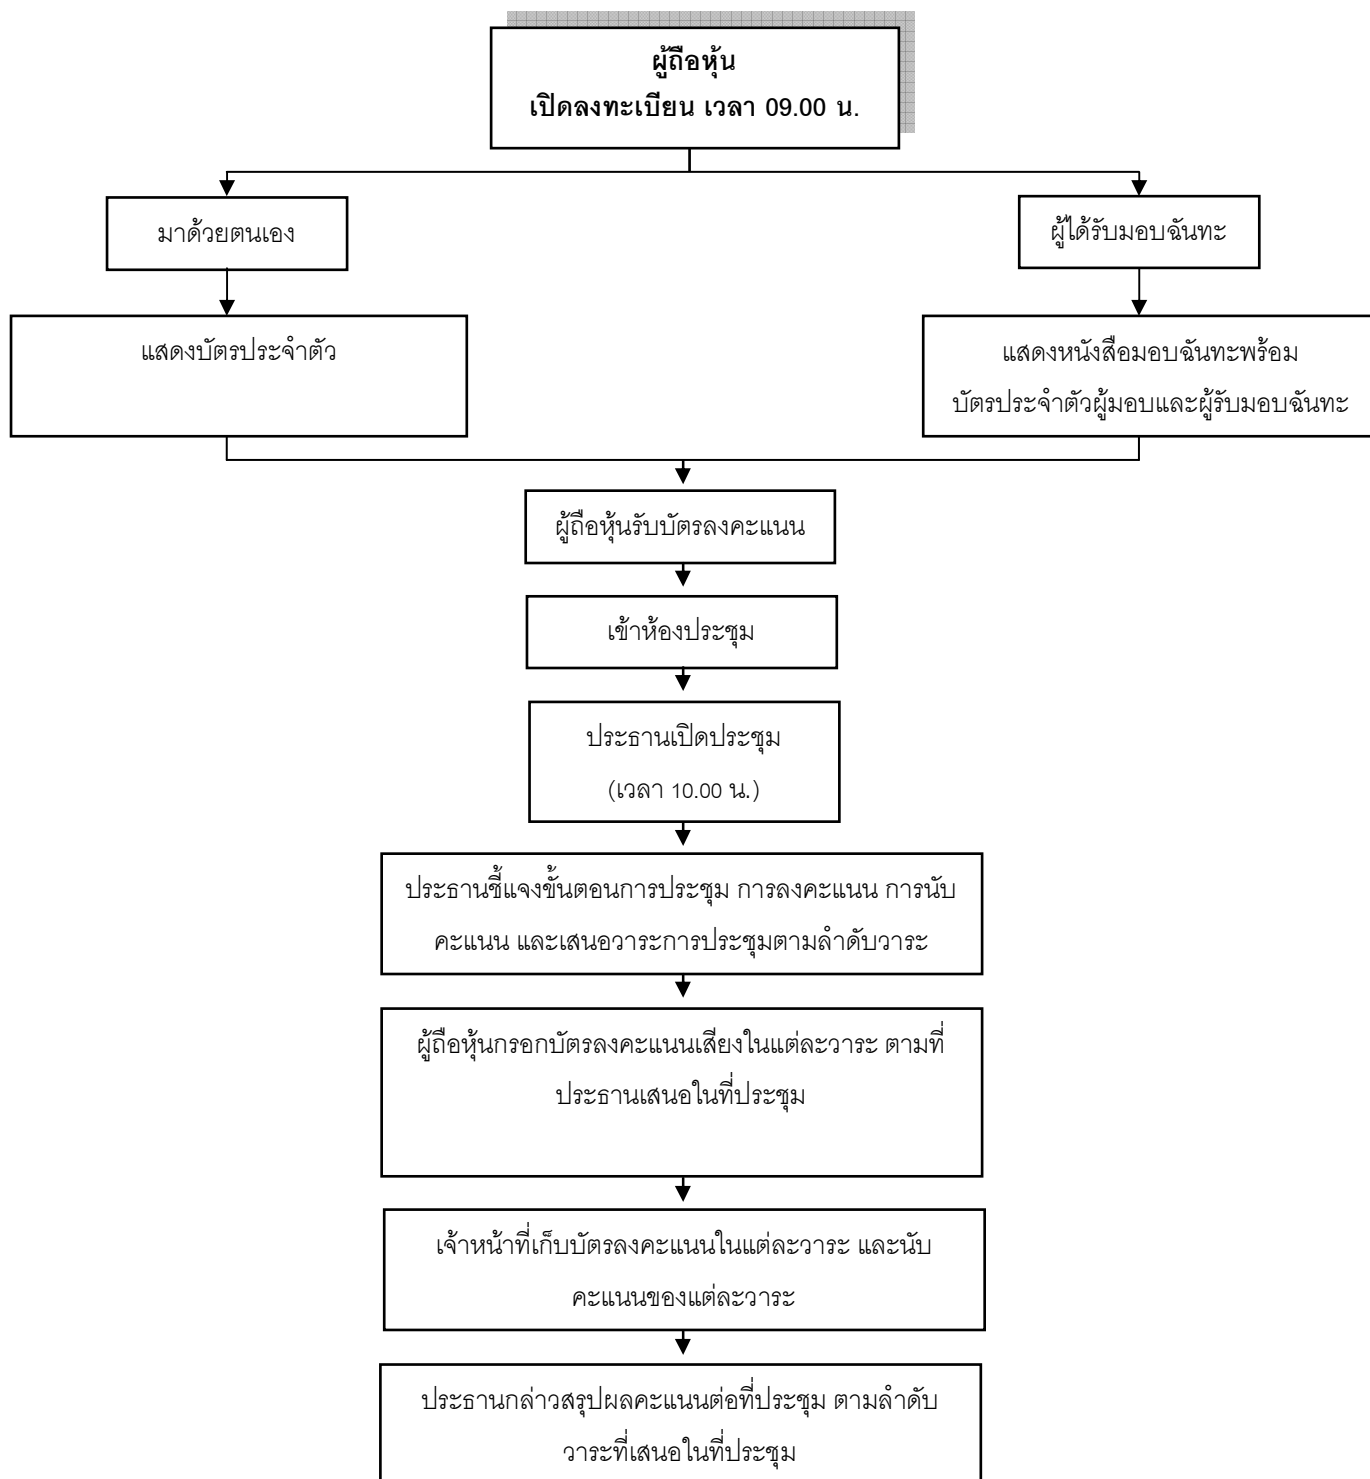 ผู้ถือหุ้น
เปิดลงทะเบียน เวลา 09.00 น.
มาด้วยตนเอง
ผู้ได้รับมอบฉันทะ
แสดงบัตรประจำตัว
แสดงหนังสือมอบฉันทะพร้อม
บัตรประจำตัวผู้มอบและผู้รับมอบฉันทะ
ผู้ถือหุ้นรับบัตรลงคะแนน
เข้าห้องประชุม
ประธานเปิดประชุม
(เวลา 10.00 น.)
ประธานชี้แจงขั้นตอนการประชุม การลงคะแนน การนับ
คะแนน และเสนอวาระการประชุมตามลำดับวาระ
ผู้ถือหุ้นกรอกบัตรลงคะแนนเสียงในแต่ละวาระ ตามที่
ประธานเสนอในที่ประชุม
เจ้าหน้าที่เก็บบัตรลงคะแนนในแต่ละวาระ และนับ
คะแนนของแต่ละวาระ
ประธานกล่าวสรุปผลคะแนนต่อที่ประชุม ตามลำดับ
วาระที่เสนอในที่ประชุม